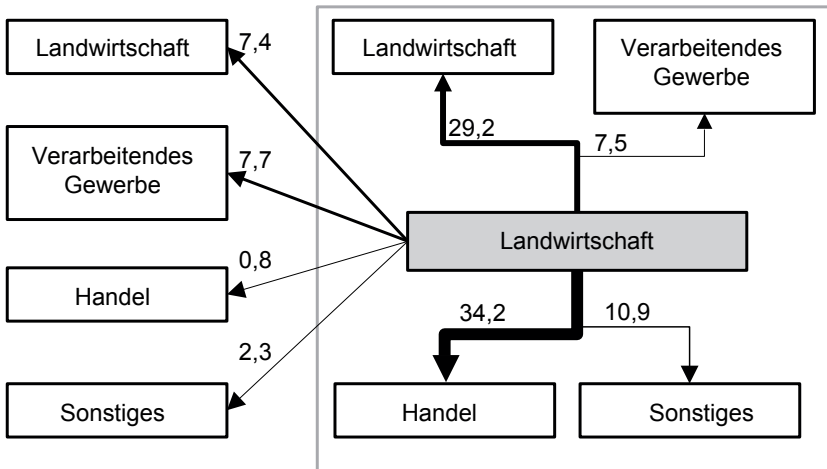 Landwirtschaft
7,4
Verarbeitendes
Gewerbe
7,7
Handel
0,8
Sonstiges
2,3
Landwirtschaft
29,2
Verarbeitendes
Gewerbe
7,5
Landwirtschaft
34,2
10,9
Handel
Sonstiges